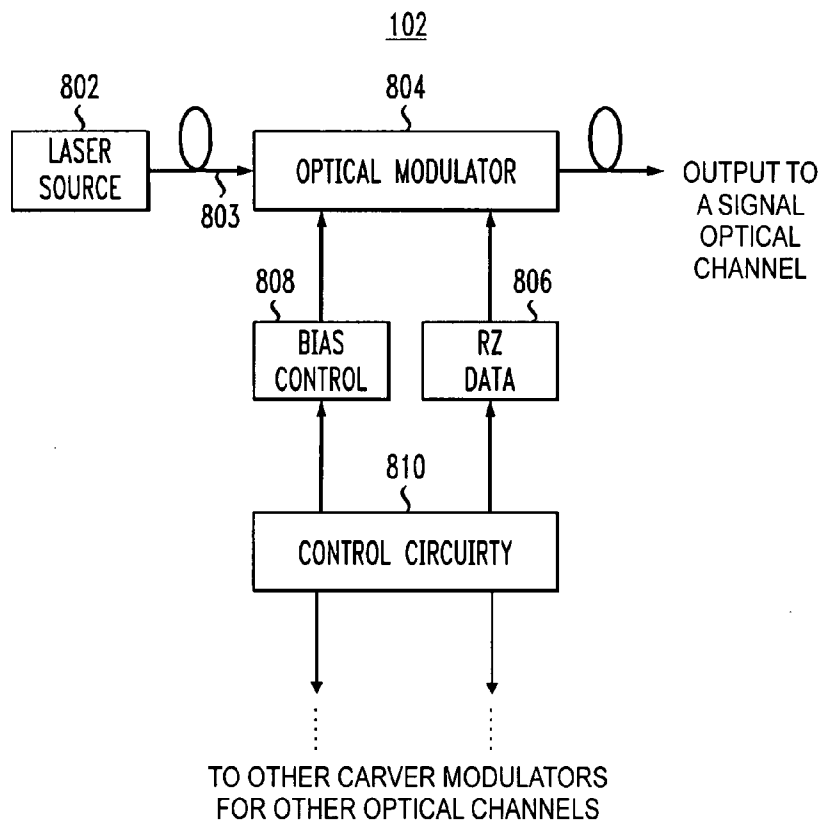 102
802
804
LASER
SOURCE
803
OPTICAL MODULATOR
OUTPUT TO
A SIGNAL
OPTICAL
CHANNEL
808
806
BIAS
CONTROL
RZ
DATA
810
CONTROL CIRCUIRTY
TO OTHER CARVER MODULATORS
FOR OTHER OPTICAL CHANNELS